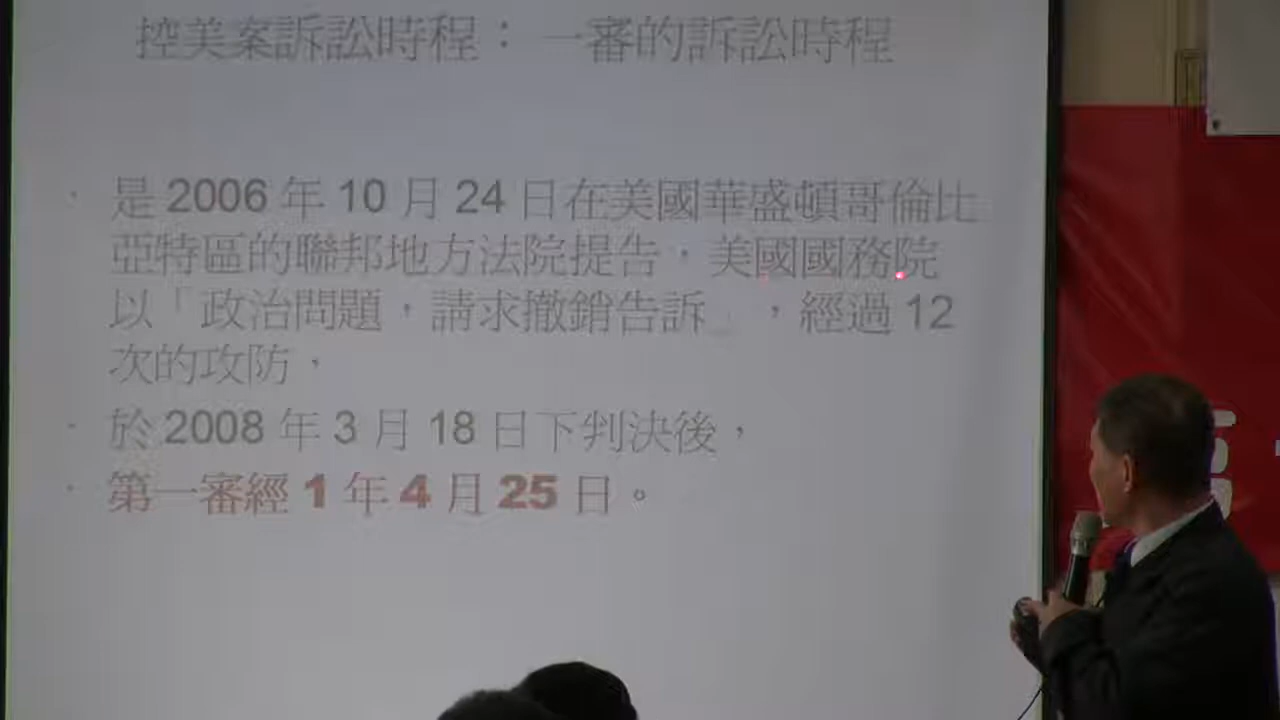 控美案訴訟時程： 一審的訴訟時程
· 是 2006 年 10 月 24 日在美國華盛頓哥倫比
亞特區的聯邦地方法院提告，美國國務院
以「政治問題，請求撤銷告訴」，經過 12
次的攻防，
· 於 2008 年 3 月 18 日下判決後，
· 第一審經 1 年 4 月 25 日。